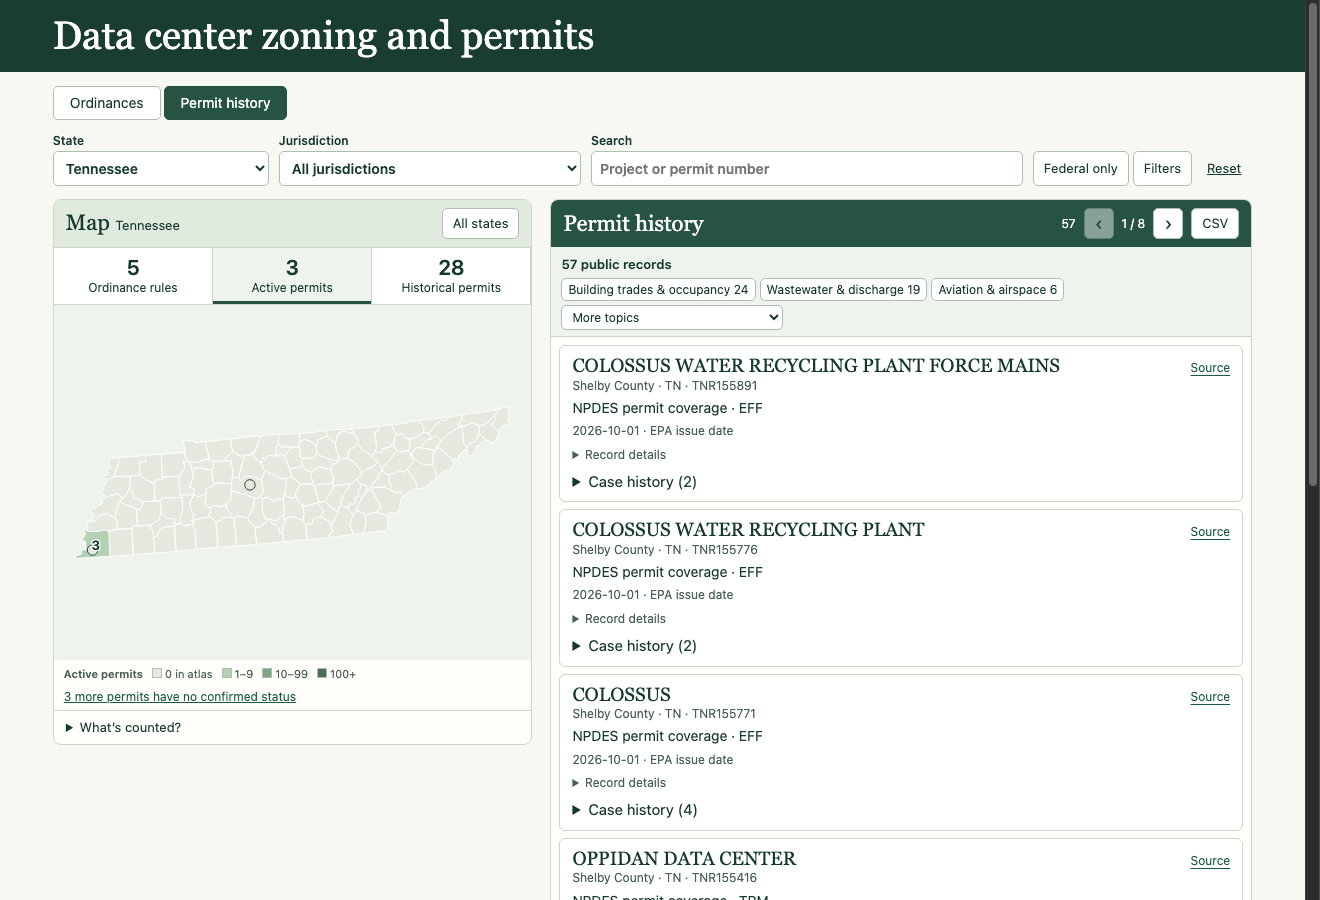 Data center zoning and permits
Ordinances
Permit history
State
Jurisdiction
Search
Tennessee
All jurisdictions
Project or permit number
Federal only
Filters
Reset
Map Tennessee
All states
5
Ordinance rules
3
Active permits
28
Historical permits
3
Active permits
0 in atlas
1–9
10–99
100+
3 more permits have no confirmed status
What's counted?
Permit history
57
1 / 8
CSV
57 public records
Building trades & occupancy 24
Wastewater & discharge 19
Aviation & airspace 6
More topics
COLOSSUS WATER RECYCLING PLANT FORCE MAINS
Source
Shelby County · TN · TNR155891
NPDES permit coverage · EFF
2026-10-01 · EPA issue date
Record details
Case history (2)
COLOSSUS WATER RECYCLING PLANT
Source
Shelby County · TN · TNR155776
NPDES permit coverage · EFF
2026-10-01 · EPA issue date
Record details
Case history (2)
COLOSSUS
Source
Shelby County · TN · TNR155771
NPDES permit coverage · EFF
2026-10-01 · EPA issue date
Record details
Case history (4)
OPPIDAN DATA CENTER
Source
Shelby County · TN · TNR155416
NPDES permit coverage · TRM